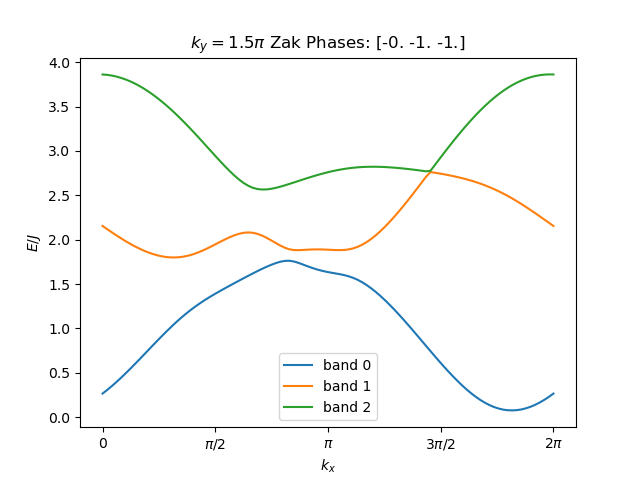 k_y = 1.5π Zak Phases: [-0. -1. -1.]
4.0
3.5
3.0
2.5
2.0
1.5
1.0
0.5
0.0
E/J
band 0
band 1
band 2
0 π/2 π 3π/2 2π
k_x